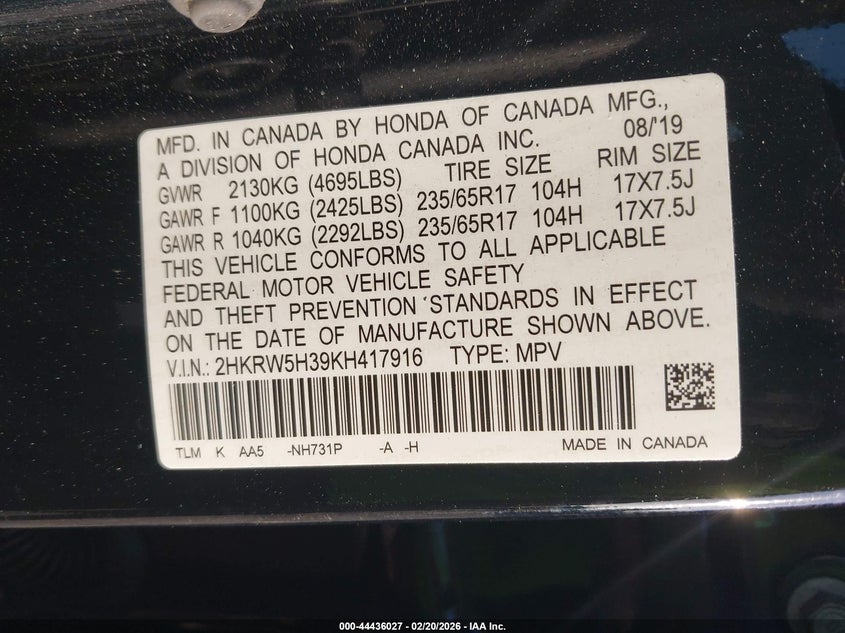 MFD. IN CANADA BY HONDA OF CANADA MFG.,
A DIVISION OF HONDA CANADA INC. 08/'19
GVWR 2130KG (4695LBS) TIRE SIZE RIM SIZE
GAWR F 1100KG (2425LBS) 235/65R17 104H 17X7.5J
GAWR R 1040KG (2292LBS) 235/65R17 104H 17X7.5J
THIS VEHICLE CONFORMS TO ALL APPLICABLE
FEDERAL MOTOR VEHICLE SAFETY
AND THEFT PREVENTION STANDARDS IN EFFECT
ON THE DATE OF MANUFACTURE SHOWN ABOVE.
V.I.N.: 2HKRW5H39KH417916 TYPE: MPV
TLM K AA5 -NH731P -A -H MADE IN CANADA
000-44436027 - 02/20/2026 - IAA Inc.